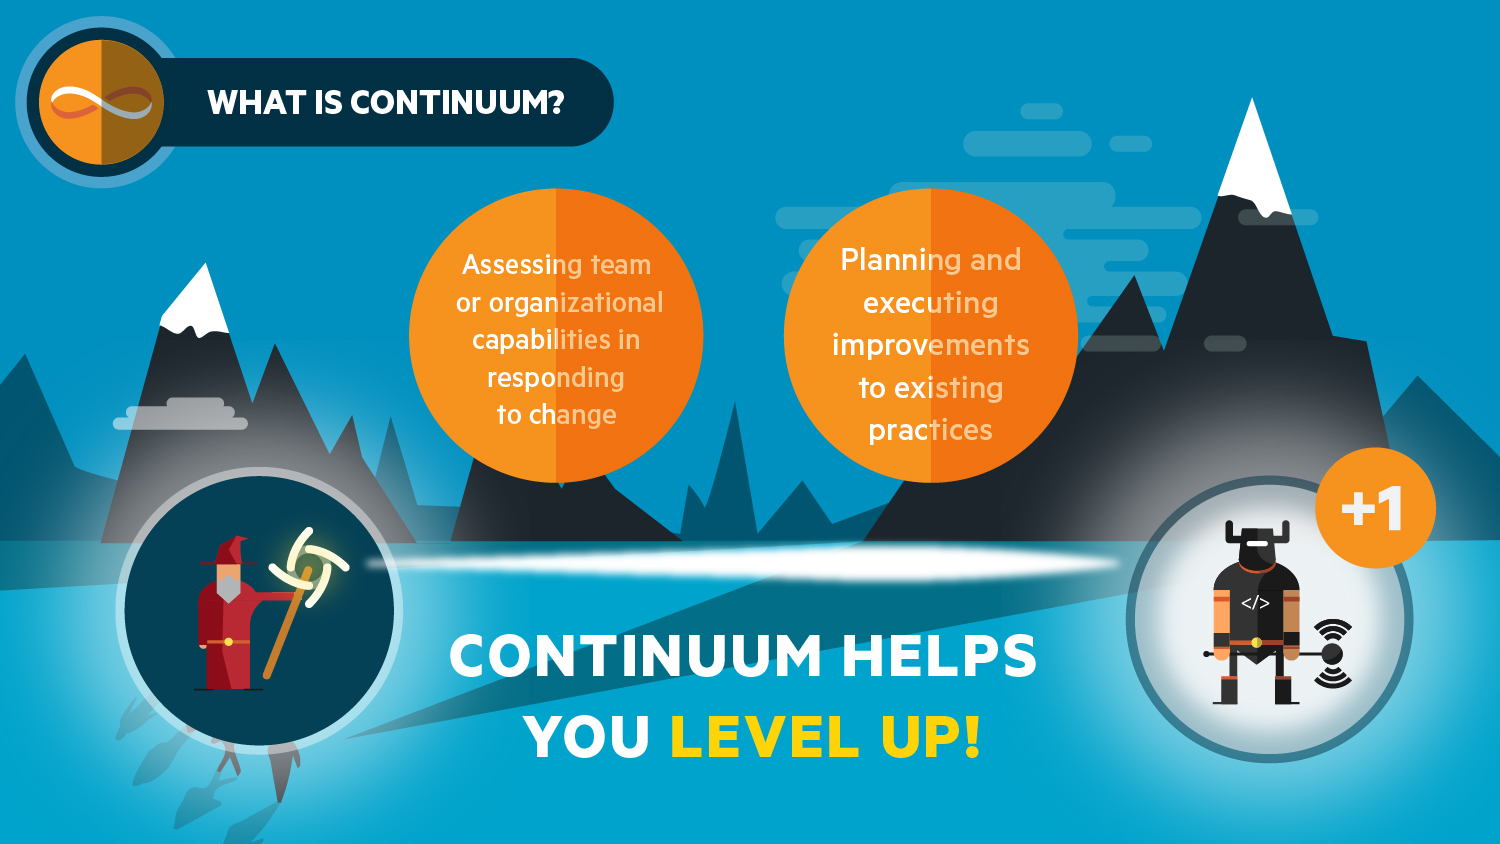 WHAT IS CONTINUUM?
Assessing team
or organizational
capabilities in
responding
to change
Planning and
executing
improvements
to existing
practices
+1
</>
CONTINUUM HELPS
YOU LEVEL UP!